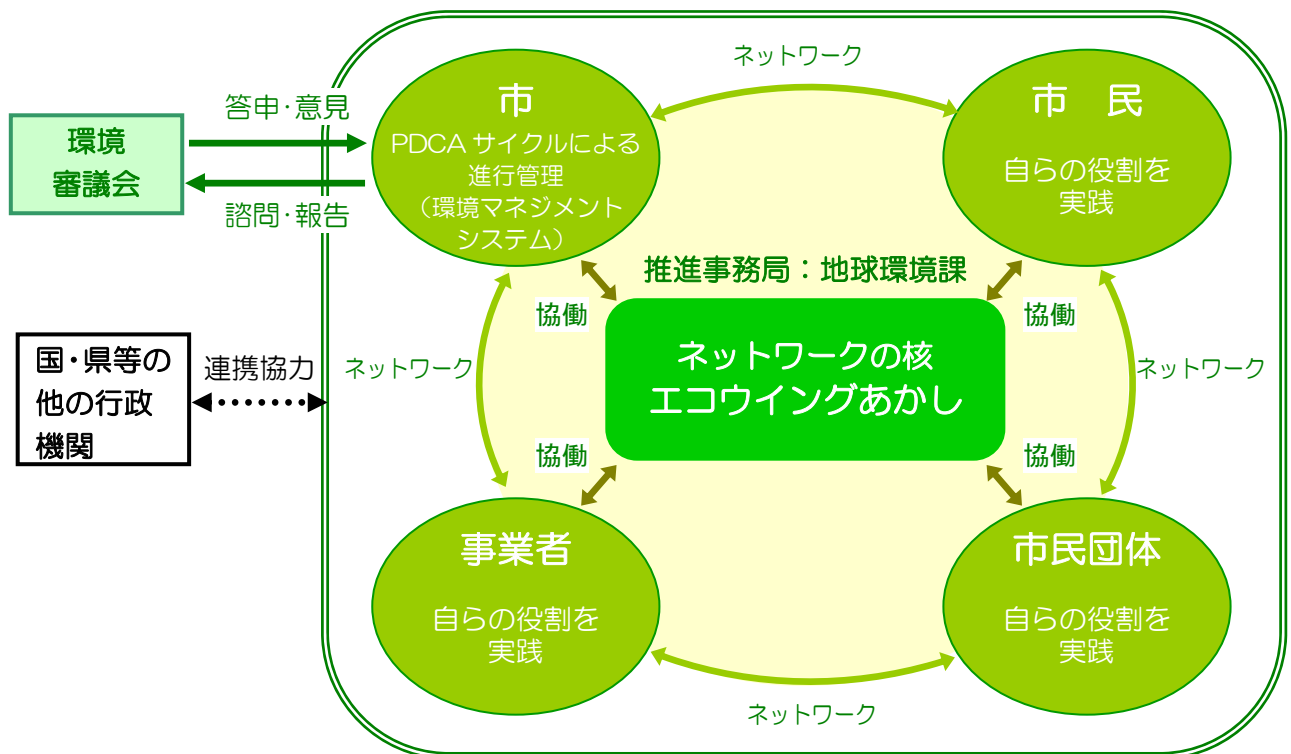 ネットワーク
答申・意見
環境
審議会
諮問・報告
市
PDCA サイクルによる
進行管理
（環境マネジメント
システム）
市　民
自らの役割を
実践
推進事務局：地球環境課
協働
協働
ネットワークの核
エコウイングあかし
国・県等の
他の行政
機関
連携協力
ネットワーク
ネットワーク
協働
協働
事業者
自らの役割を
実践
市民団体
自らの役割を
実践
ネットワーク